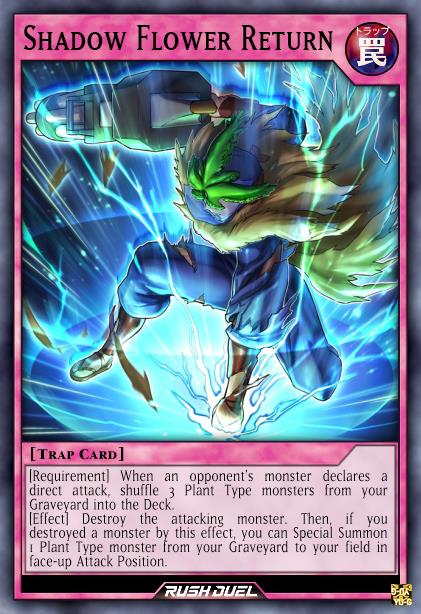 Shadow Flower Return
トラップ
罠
[Trap Card]
[Requirement] When an opponent's monster declares a
direct attack, shuffle 3 Plant Type monsters from your
Graveyard into the Deck.
[Effect] Destroy the attacking monster. Then, if you
destroyed a monster by this effect, you can Special Summon
1 Plant Type monster from your Graveyard to your field in
face-up Attack Position.
RUSH DUEL